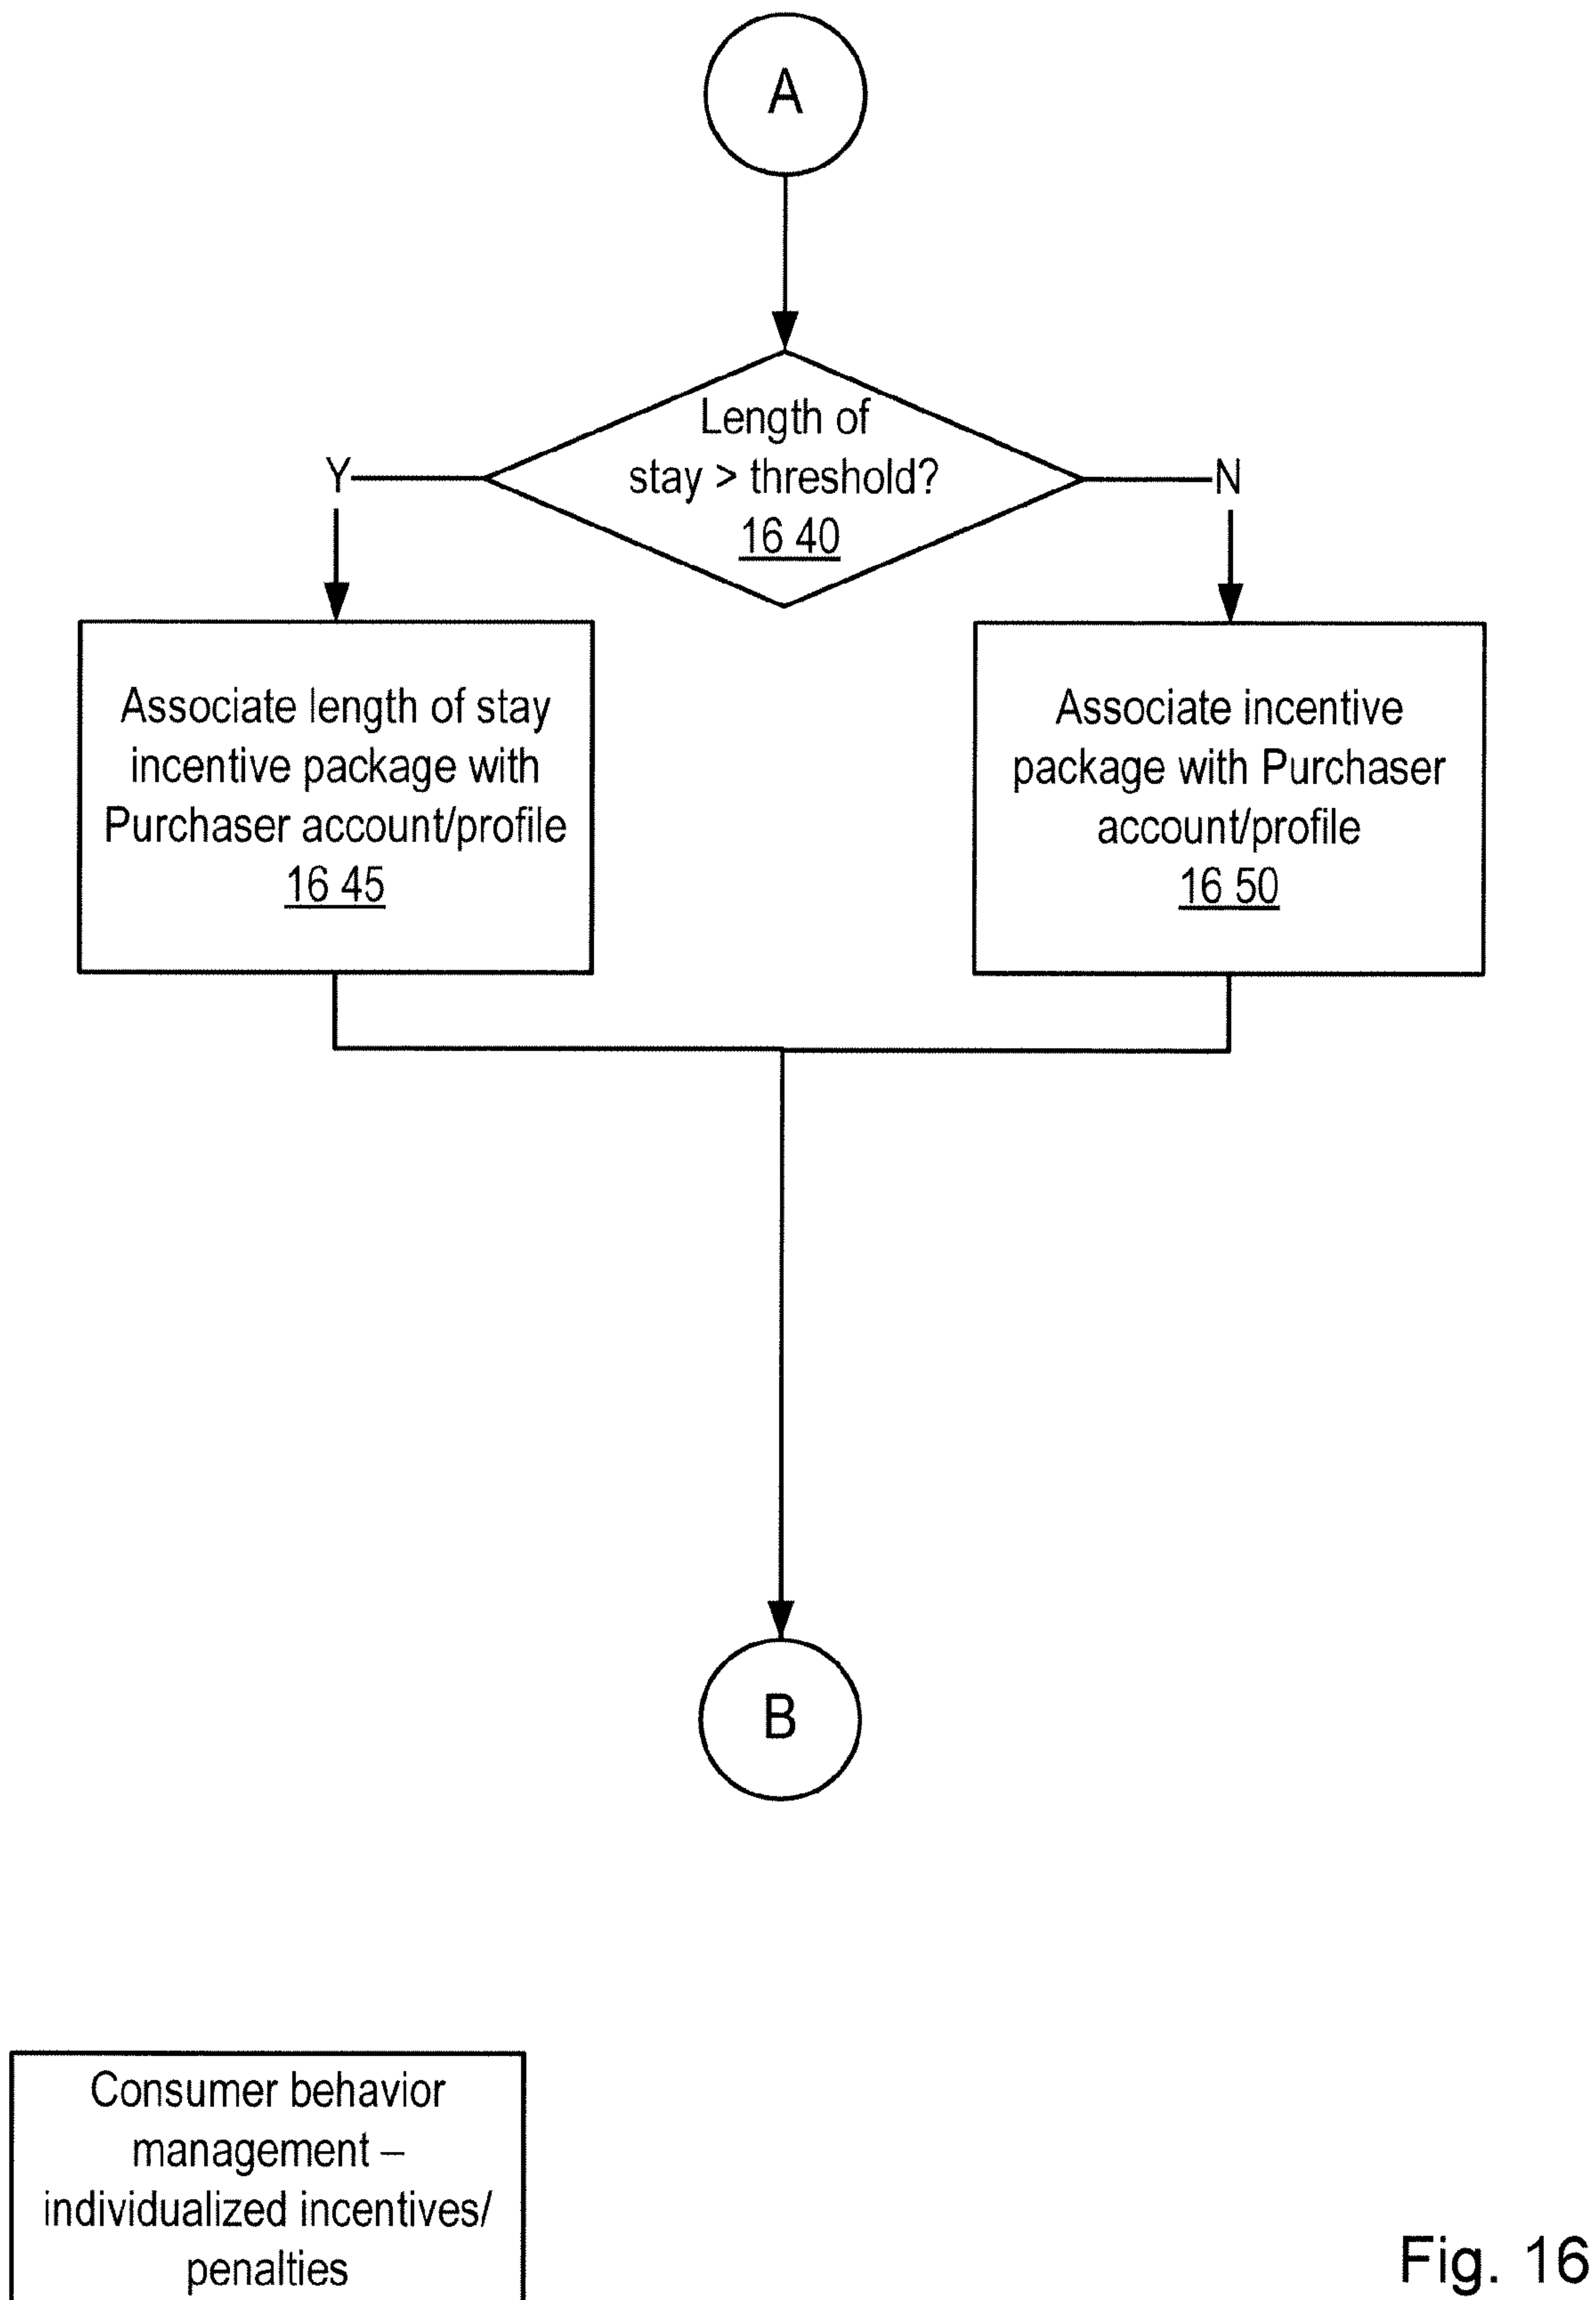 A
Length of
stay > threshold?
16 40
Y
N
Associate length of stay
incentive package with
Purchaser account/profile
16 45
Associate incentive
package with Purchaser
account/profile
16 50
B
Consumer behavior
management –
individualized incentives/
penalties
Fig. 16